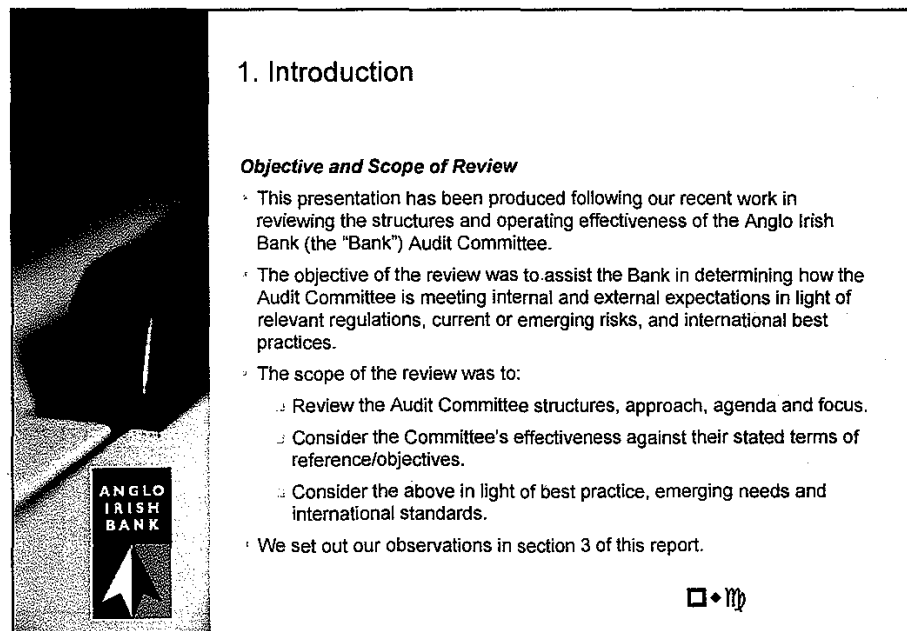 1. Introduction
Objective and Scope of Review
This presentation has been produced following our recent work in
reviewing the structures and operating effectiveness of the Anglo Irish
Bank (the "Bank") Audit Committee.
The objective of the review was to assist the Bank in determining how the
Audit Committee is meeting internal and external expectations in light of
relevant regulations, current or emerging risks, and international best
practices.
The scope of the review was to:
Review the Audit Committee structures, approach, agenda and focus.
Consider the Committee's effectiveness against their stated terms of
reference/objectives.
Consider the above in light of best practice, emerging needs and
international standards.
We set out our observations in section 3 of this report.
ANGLO
IRISH
BANK